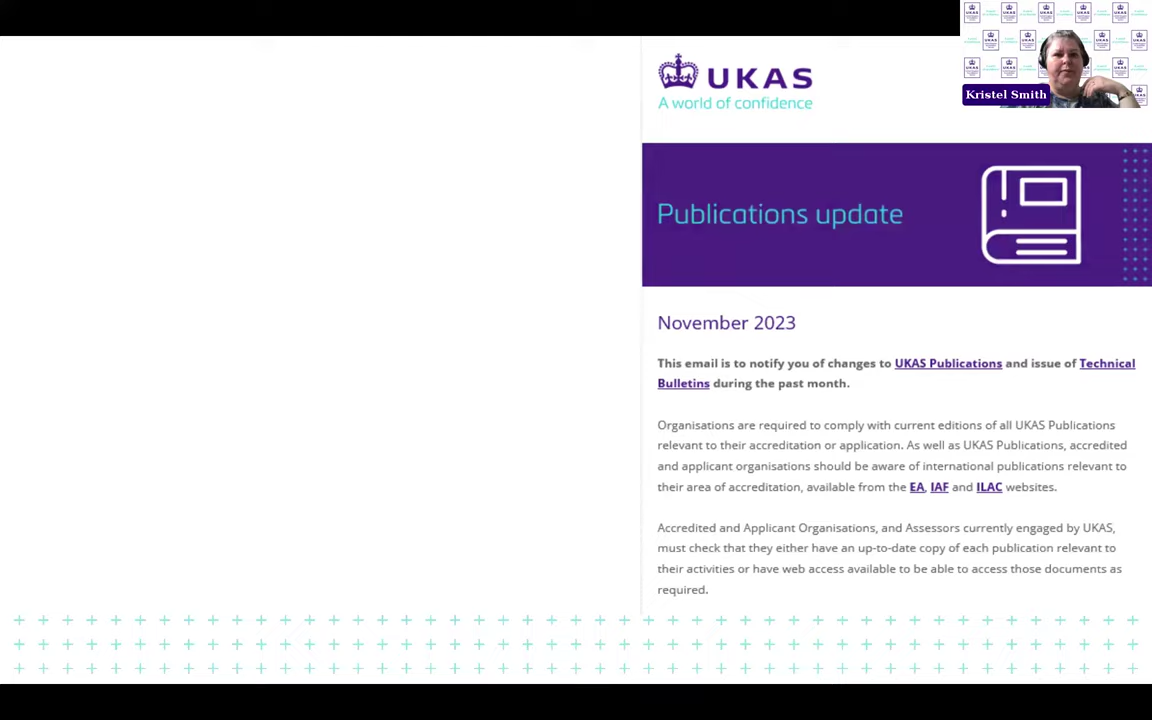 UKAS
A world of confidence
Kristel Smith
Publications update
November 2023
This email is to notify you of changes to UKAS Publications and issue of Technical
Bulletins during the past month.
Organisations are required to comply with current editions of all UKAS Publications
relevant to their accreditation or application. As well as UKAS Publications, accredited
and applicant organisations should be aware of international publications relevant to
their area of accreditation, available from the EA, IAF and ILAC websites.
Accredited and Applicant Organisations, and Assessors currently engaged by UKAS,
must check that they either have an up-to-date copy of each publication relevant to
their activities or have web access available to be able to access those documents as
required.